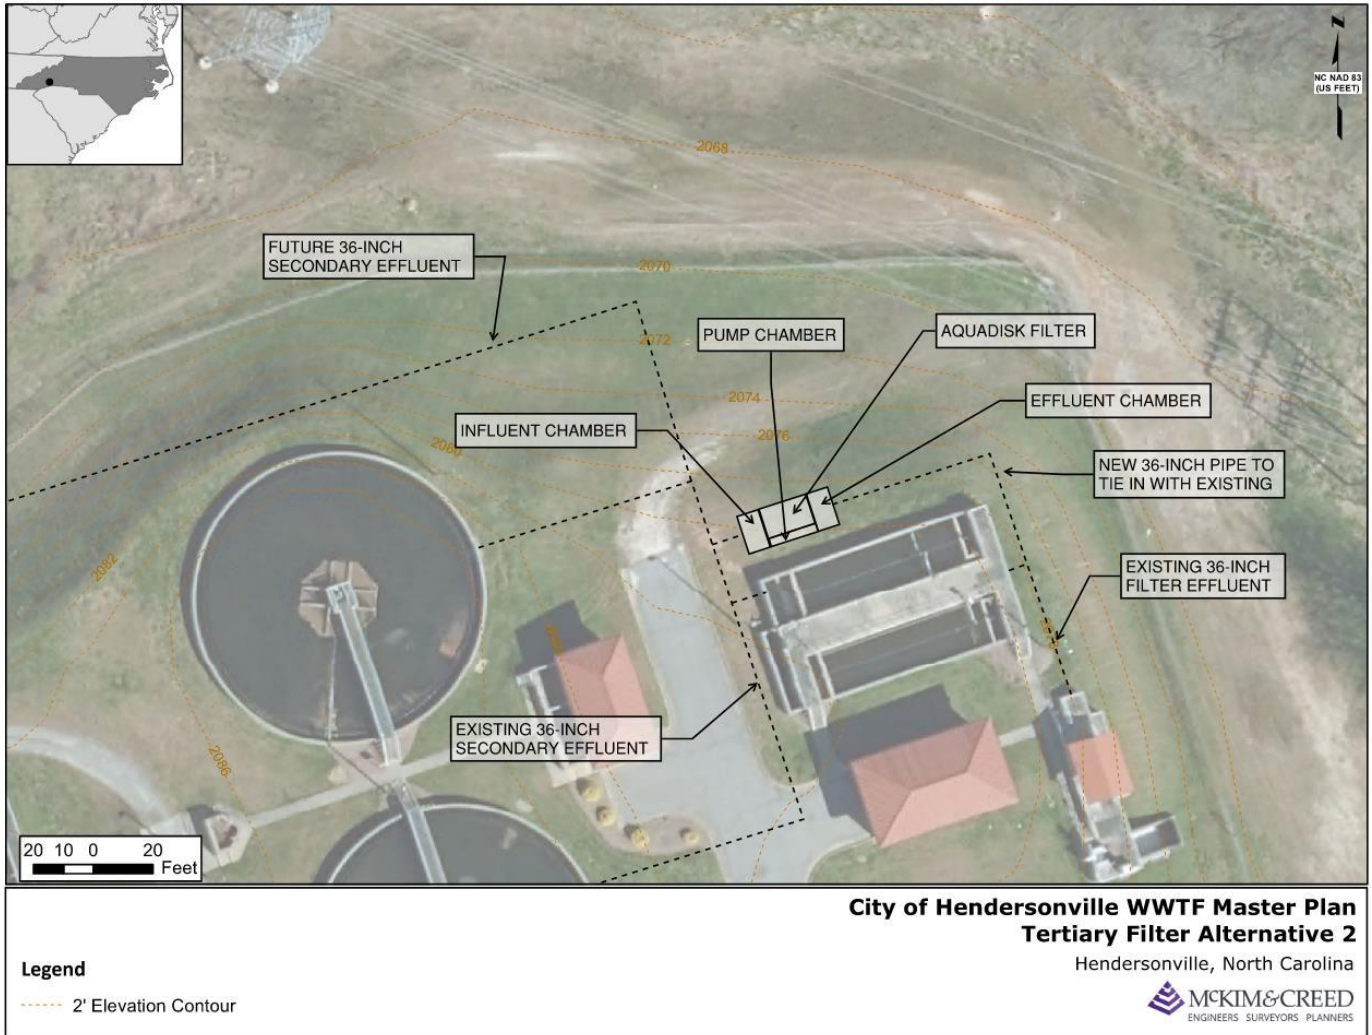 N
NC NAD 83
(US FEET)
2068
FUTURE 36-INCH
SECONDARY EFFLUENT
2070
2072
PUMP CHAMBER
AQUADISK FILTER
2074
EFFLUENT CHAMBER
INFLUENT CHAMBER
2076
2080
NEW 36-INCH PIPE TO
TIE IN WITH EXISTING
2082
EXISTING 36-INCH
FILTER EFFLUENT
EXISTING 36-INCH
SECONDARY EFFLUENT
2086
20 10 0 20
Feet
City of Hendersonville WWTF Master Plan
Tertiary Filter Alternative 2
Hendersonville, North Carolina
Legend
2' Elevation Contour
McKIM&CREED
ENGINEERS SURVEYORS PLANNERS